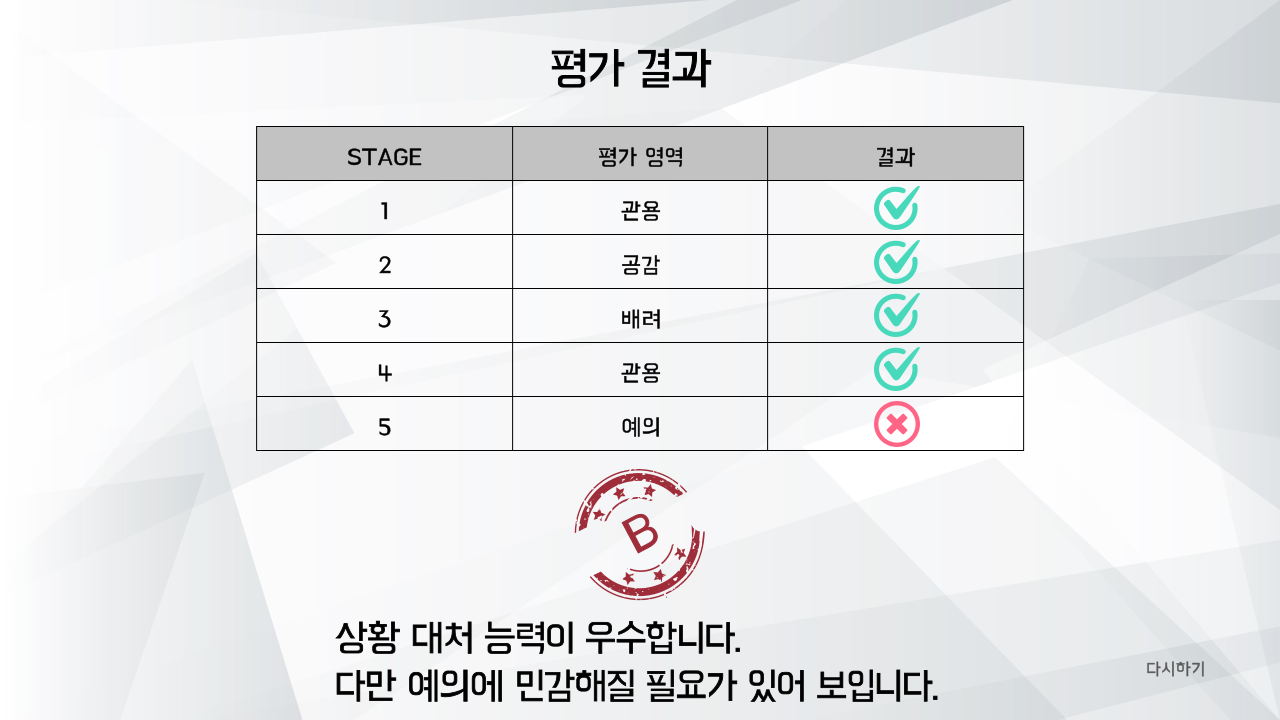 평가 결과
STAGE 평가 영역 결과
1 관용
2 공감
3 배려
4 관용
5 예의
B
상황 대처 능력이 우수합니다.
다만 예의에 민감해질 필요가 있어 보입니다.
다시하기